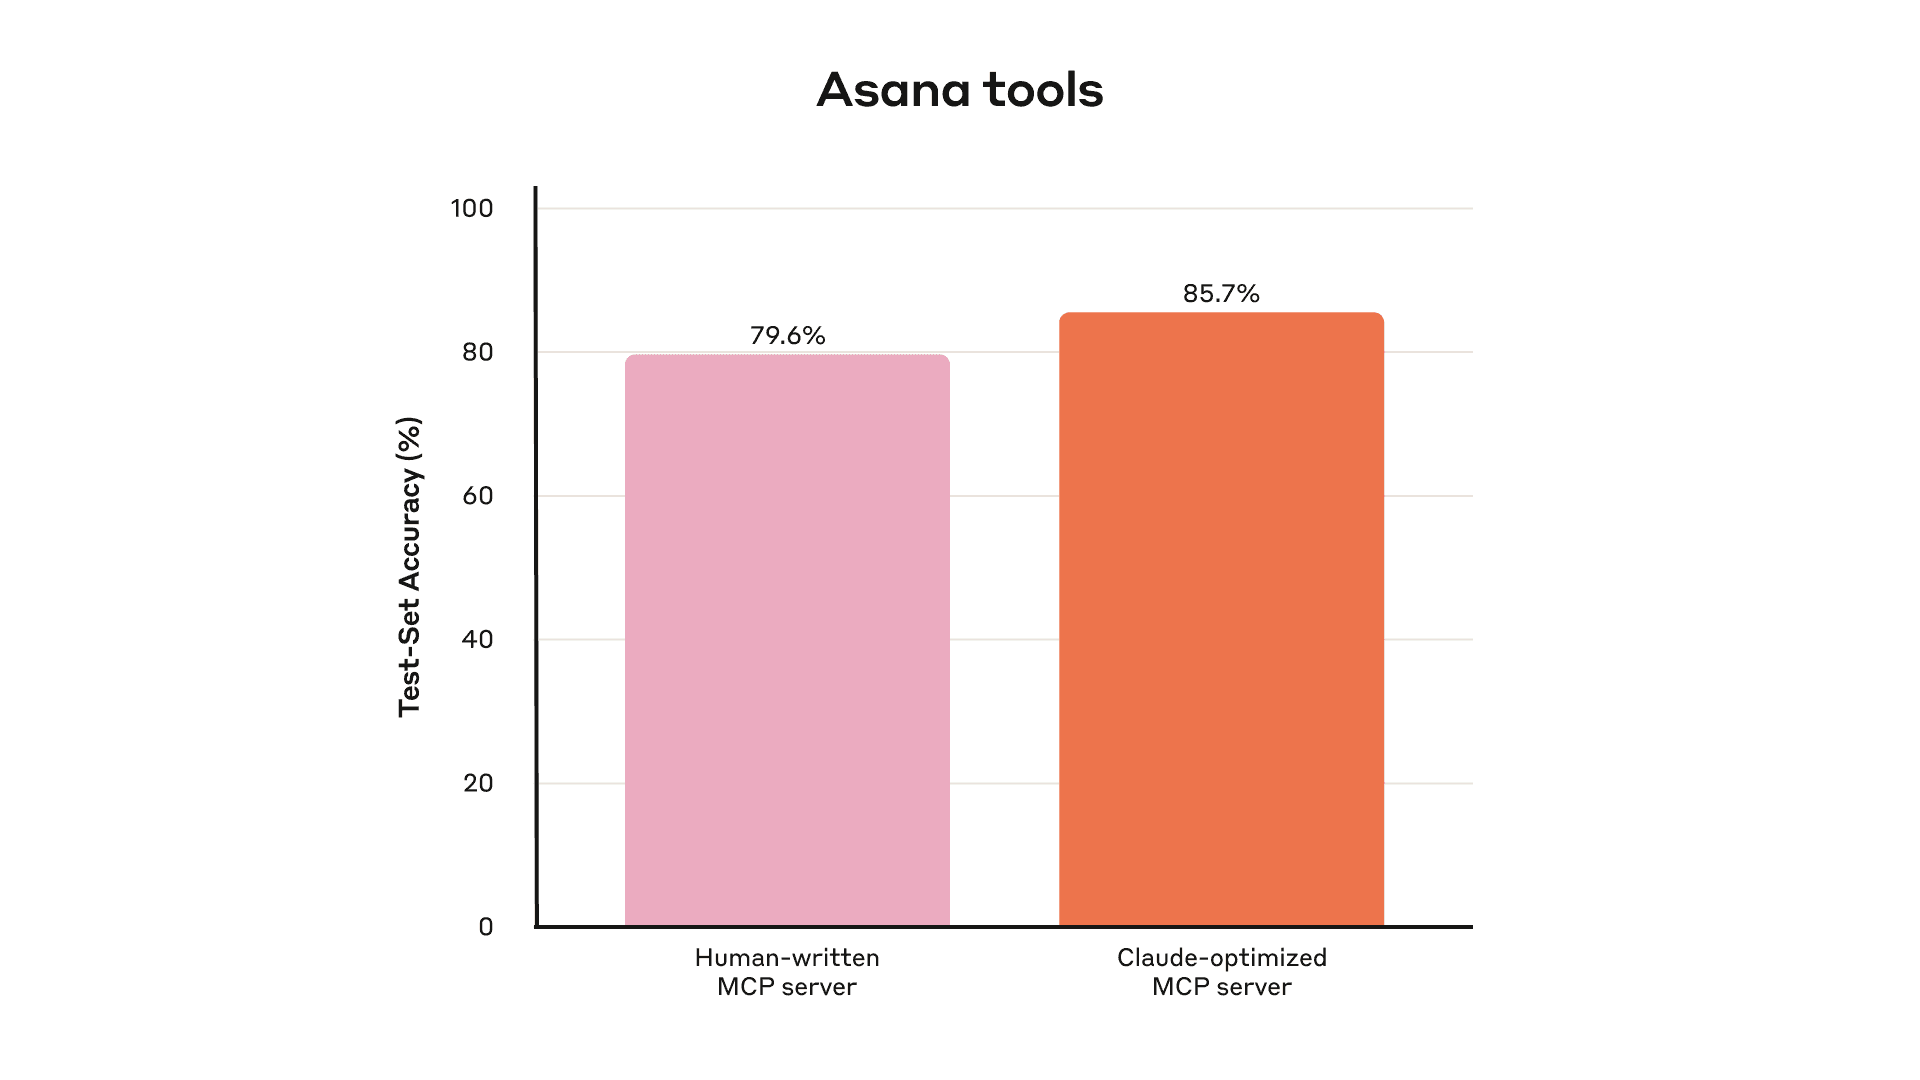 Asana tools
Test-Set Accuracy (%)
100
80
60
40
20
0
79.6%
85.7%
Human-written
MCP server
Claude-optimized
MCP server